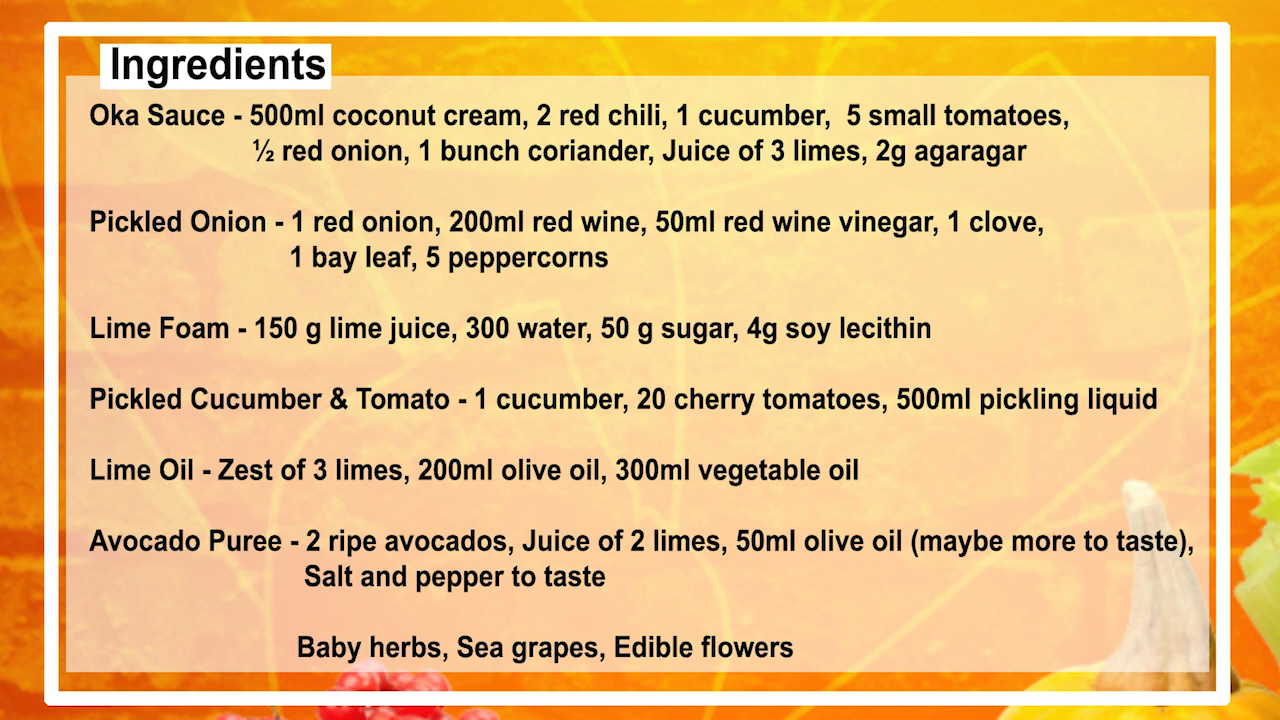 Ingredients
Oka Sauce - 500ml coconut cream, 2 red chili, 1 cucumber, 5 small tomatoes,
½ red onion, 1 bunch coriander, Juice of 3 limes, 2g agaragar
Pickled Onion - 1 red onion, 200ml red wine, 50ml red wine vinegar, 1 clove,
1 bay leaf, 5 peppercorns
Lime Foam - 150 g lime juice, 300 water, 50 g sugar, 4g soy lecithin
Pickled Cucumber & Tomato - 1 cucumber, 20 cherry tomatoes, 500ml pickling liquid
Lime Oil - Zest of 3 limes, 200ml olive oil, 300ml vegetable oil
Avocado Puree - 2 ripe avocados, Juice of 2 limes, 50ml olive oil (maybe more to taste),
Salt and pepper to taste
Baby herbs, Sea grapes, Edible flowers